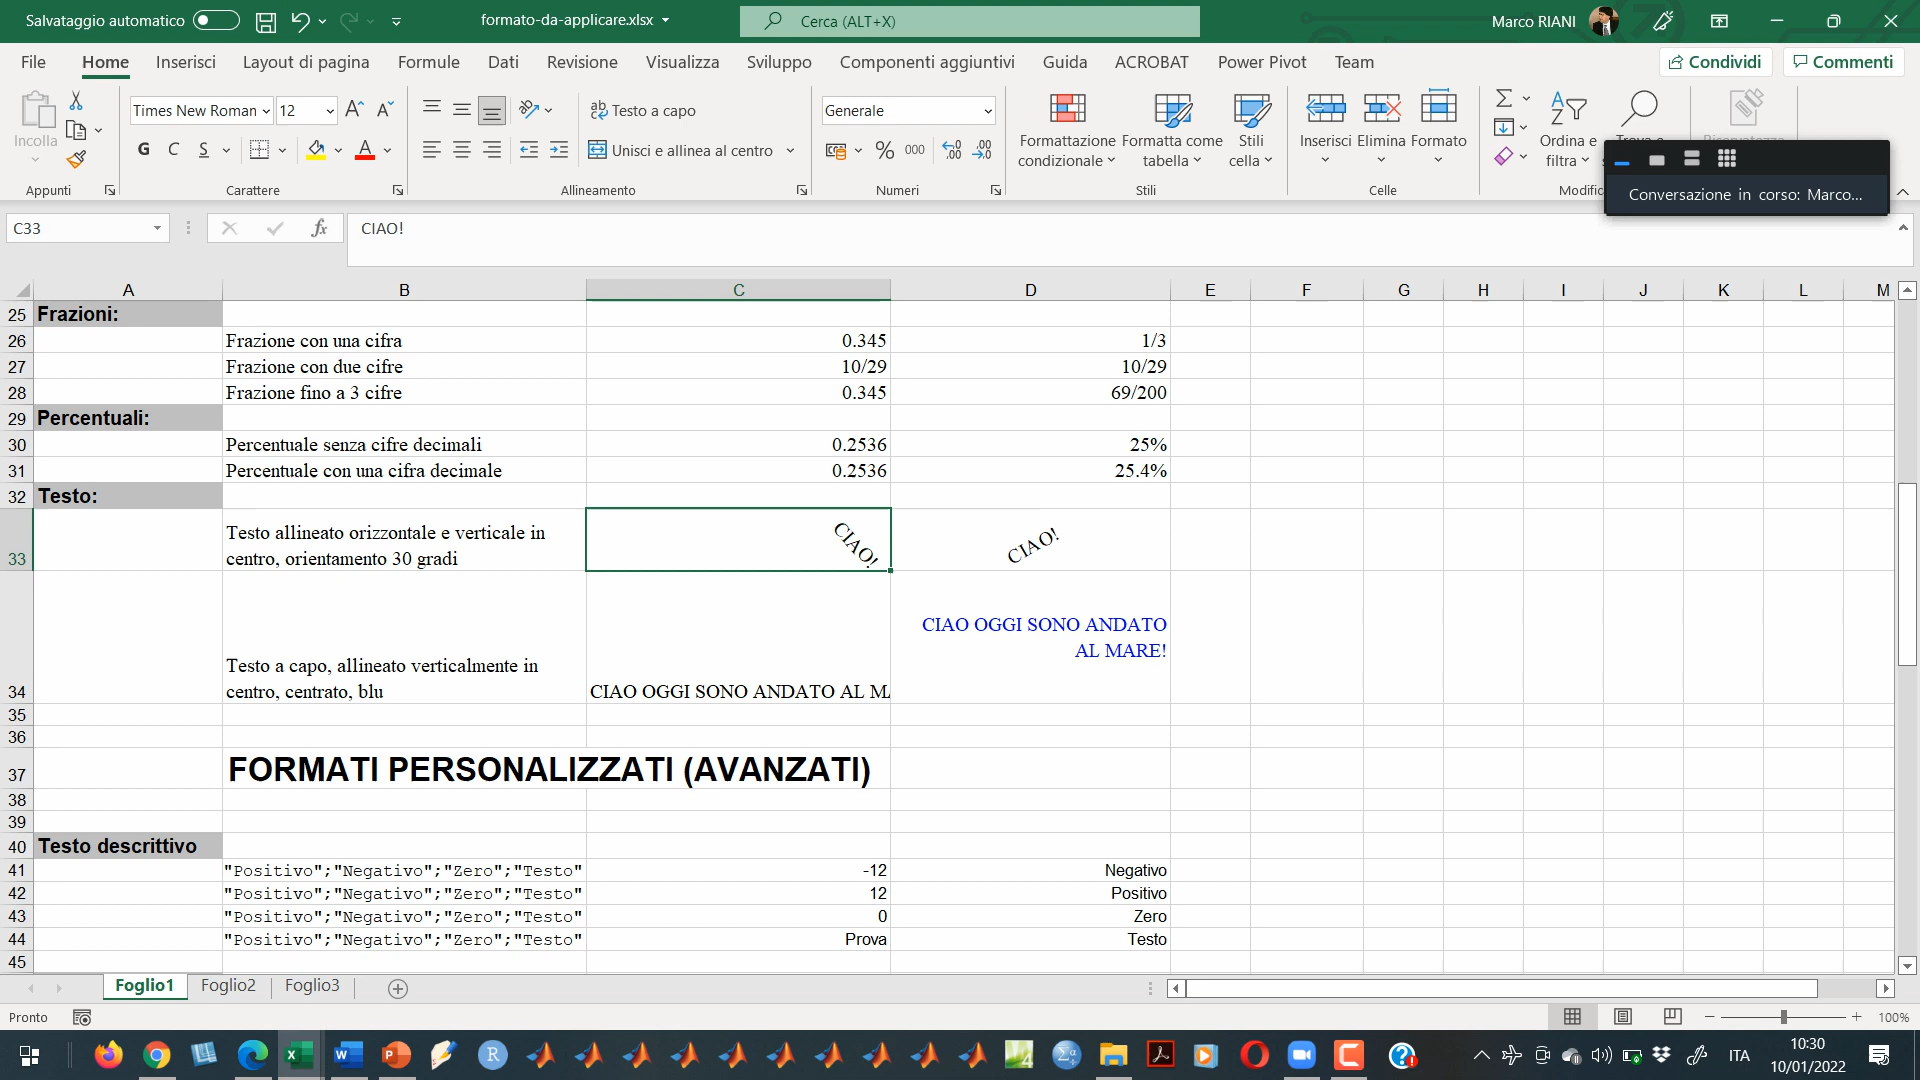 Salvataggio automatico
formato-da-applicare.xlsx
Cerca (ALT+X)
Marco RIANI
File Home Inserisci Layout di pagina Formule Dati Revisione Visualizza Sviluppo Componenti aggiuntivi Guida ACROBAT Power Pivot Team
Condividi Commenti
Incolla
Times New Roman 12
G C S
Testo a capo
Unisci e allinea al centro
Generale
% 000
Formattazione condizionale
Formatta come tabella
Stili cella
Inserisci Elimina Formato
Ordina e filtra
Conversazione in corso: Marco...
Appunti Carattere Allineamento Numeri Stili Celle
C33 fx CIAO!
A B C D E F G H I J K L M
25 Frazioni:
26 Frazione con una cifra 0.345 1/3
27 Frazione con due cifre 10/29 10/29
28 Frazione fino a 3 cifre 0.345 69/200
29 Percentuali:
30 Percentuale senza cifre decimali 0.2536 25%
31 Percentuale con una cifra decimale 0.2536 25.4%
32 Testo:
Testo allineato orizzontale e verticale in CIAO! CIAO!
33 centro, orientamento 30 gradi
CIAO OGGI SONO ANDATO
AL MARE!
Testo a capo, allineato verticalmente in
34 centro, centrato, blu CIAO OGGI SONO ANDATO AL MA
35
36
37 FORMATI PERSONALIZZATI (AVANZATI)
38
39
40 Testo descrittivo
41 "Positivo";"Negativo";"Zero";"Testo" -12 Negativo
42 "Positivo";"Negativo";"Zero";"Testo" 12 Positivo
43 "Positivo";"Negativo";"Zero";"Testo" 0 Zero
44 "Positivo";"Negativo";"Zero";"Testo" Prova Testo
45
Foglio1 Foglio2 Foglio3
Pronto
100%
ITA
10:30
10/01/2022